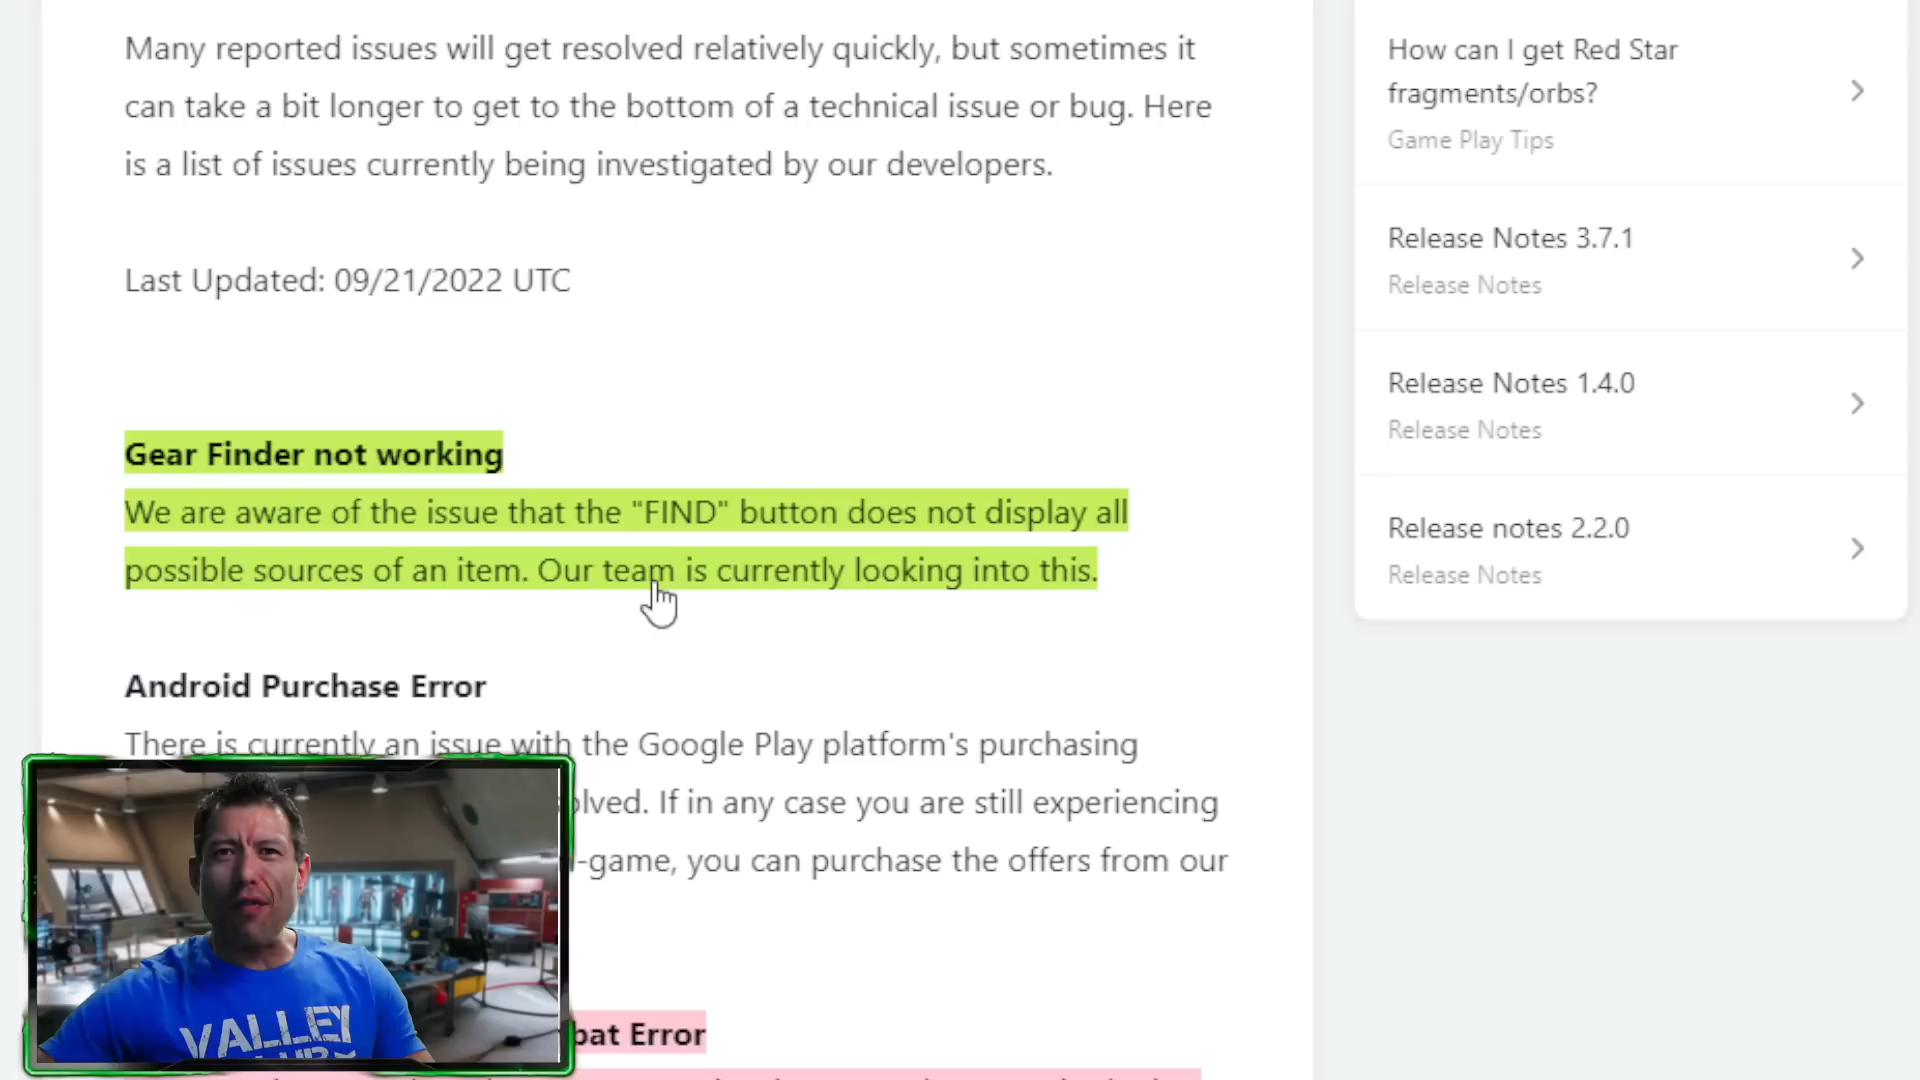 Many reported issues will get resolved relatively quickly, but sometimes it
can take a bit longer to get to the bottom of a technical issue or bug. Here
is a list of issues currently being investigated by our developers.
Last Updated: 09/21/2022 UTC
Gear Finder not working
We are aware of the issue that the "FIND" button does not display all
possible sources of an item. Our team is currently looking into this.
Android Purchase Error
There is currently an issue with the Google Play platform's purchasing
olved. If in any case you are still experiencing
-game, you can purchase the offers from our
bat Error
How can I get Red Star
fragments/orbs?
Game Play Tips
Release Notes 3.7.1
Release Notes
Release Notes 1.4.0
Release Notes
Release notes 2.2.0
Release Notes
VALLEY